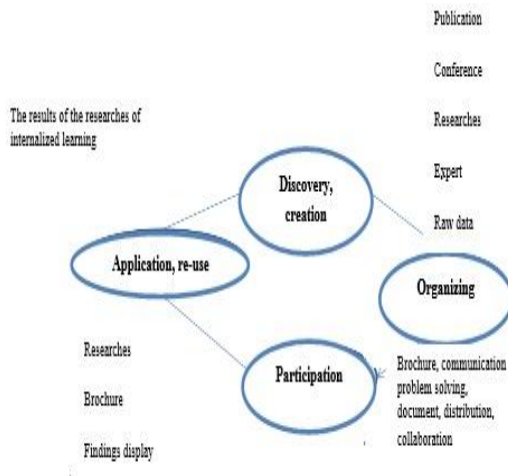 Publication
Conference
The results of the researches of
internalized learning
Researches
Expert
Raw data
Discovery,
creation
Application, re-use
Organizing
Participation
Researches
Brochure
Findings display
Brochure, communication
problem solving,
document, distribution,
collaboration